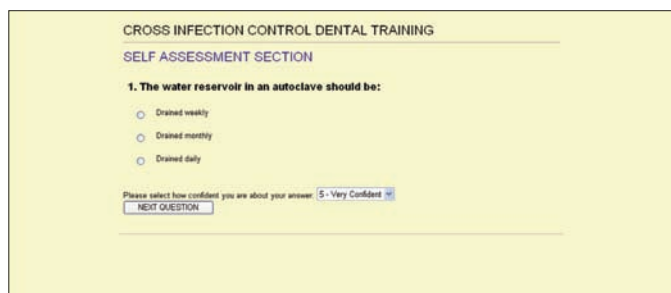 CROSS INFECTION CONTROL DENTAL TRAINING
SELF ASSESSMENT SECTION
1. The water reservoir in an autoclave should be:
Drained weekly
Drained monthly
Drained daily
Please select how confident you are about your answer. 5 - Very Confident
NEXT QUESTION